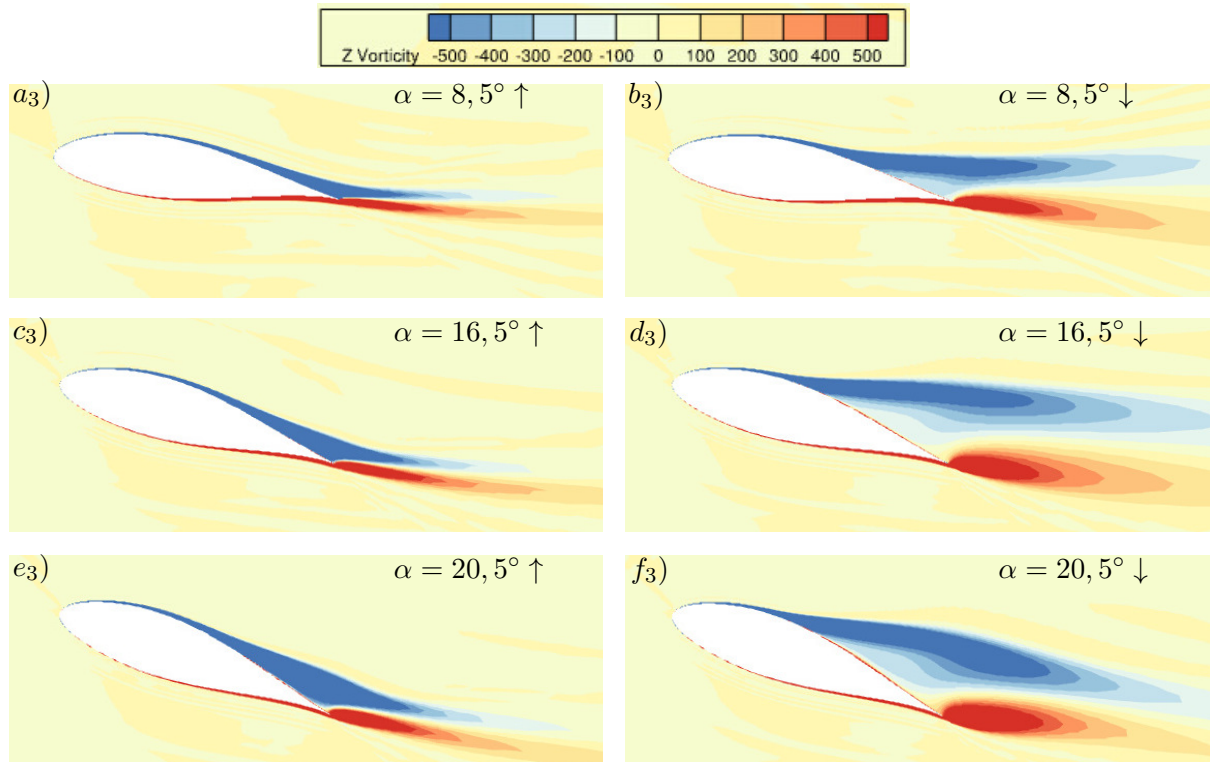 Z Vorticity -500 -400 -300 -200 -100 0 100 200 300 400 500
a₃) α = 8,5° ↑
b₃) α = 8,5° ↓
c₃) α = 16,5° ↑
d₃) α = 16,5° ↓
e₃) α = 20,5° ↑
f₃) α = 20,5° ↓